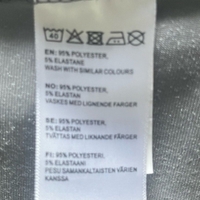 40
EN: 95% POLYESTER,
5% ELASTANE
WASH WITH SIMILAR COLOURS
NO: 95% POLYESTER,
5% ELASTAN
VASKES MED LIGNENDE FARGER
SE: 95% POLYESTER,
5% ELASTAN
TVÄTTAS MED LIKNANDE FÄRGER
FI: 95% POLYESTERI,
5% ELASTAANI
PESU SAMANKALTAISTEN VÄRIEN
KANSSA